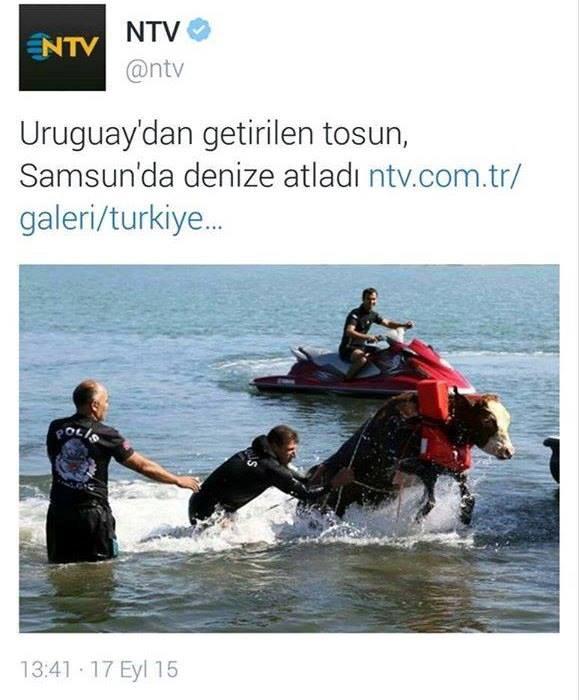 NTV
NTV
@ntv
Uruguay'dan getirilen tosun,
Samsun'da denize atladı ntv.com.tr/
galeri/turkiye...
POLİS
13:41 · 17 Eyl 15